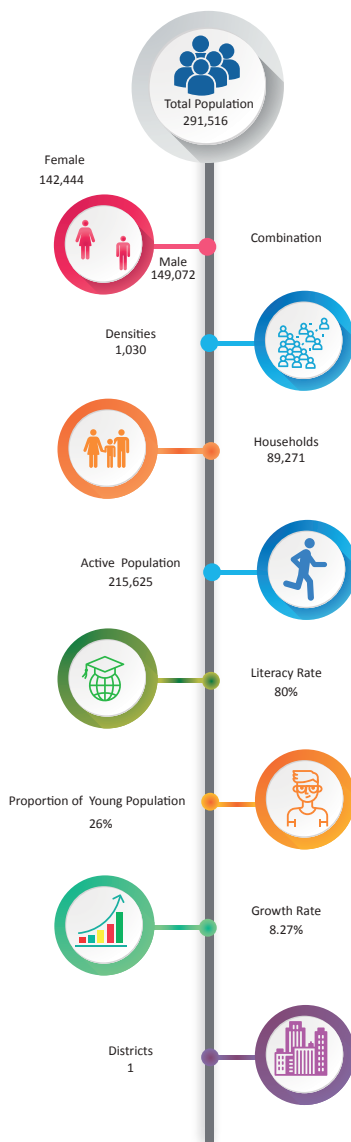 Total Population
291,516
Female
142,444
Combination
Male
149,072
Densities
1,030
Households
89,271
Active Population
215,625
Literacy Rate
80%
Proportion of Young Population
26%
Growth Rate
8.27%
Districts
1